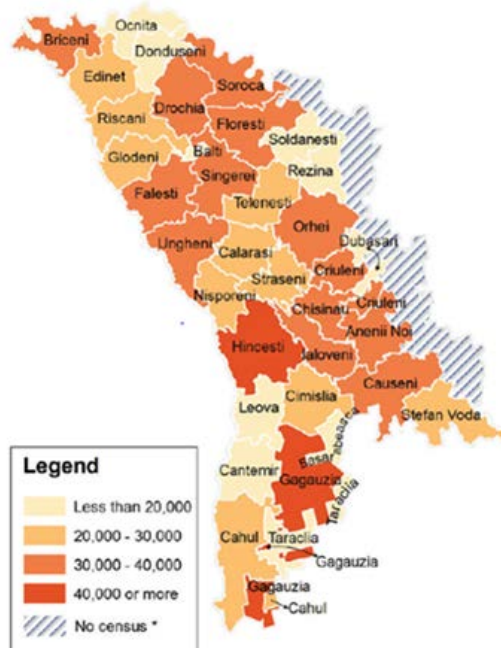 Ocnita
Briceni
Donduseni
Edinet
Soroca
Drochia
Riscani
Floresti
Soldanesti
Balti
Glodeni
Singerei
Rezina
Falesti
Telenesti
Orhei
Dubasari
Ungheni
Calarasi
Criuleni
Straseni
Nisporeni
Chisinau
Criuleni
Anenii Noi
Hincesti
Ialoveni
Causeni
Cimislia
Leova
Stefan Voda
Basarabeasca
Cantemir
Gagauzia
Taraclia
Cahul
Taraclia
Gagauzia
Gagauzia
Cahul
Legend
Less than 20,000
20,000 - 30,000
30,000 - 40,000
40,000 or more
No census *